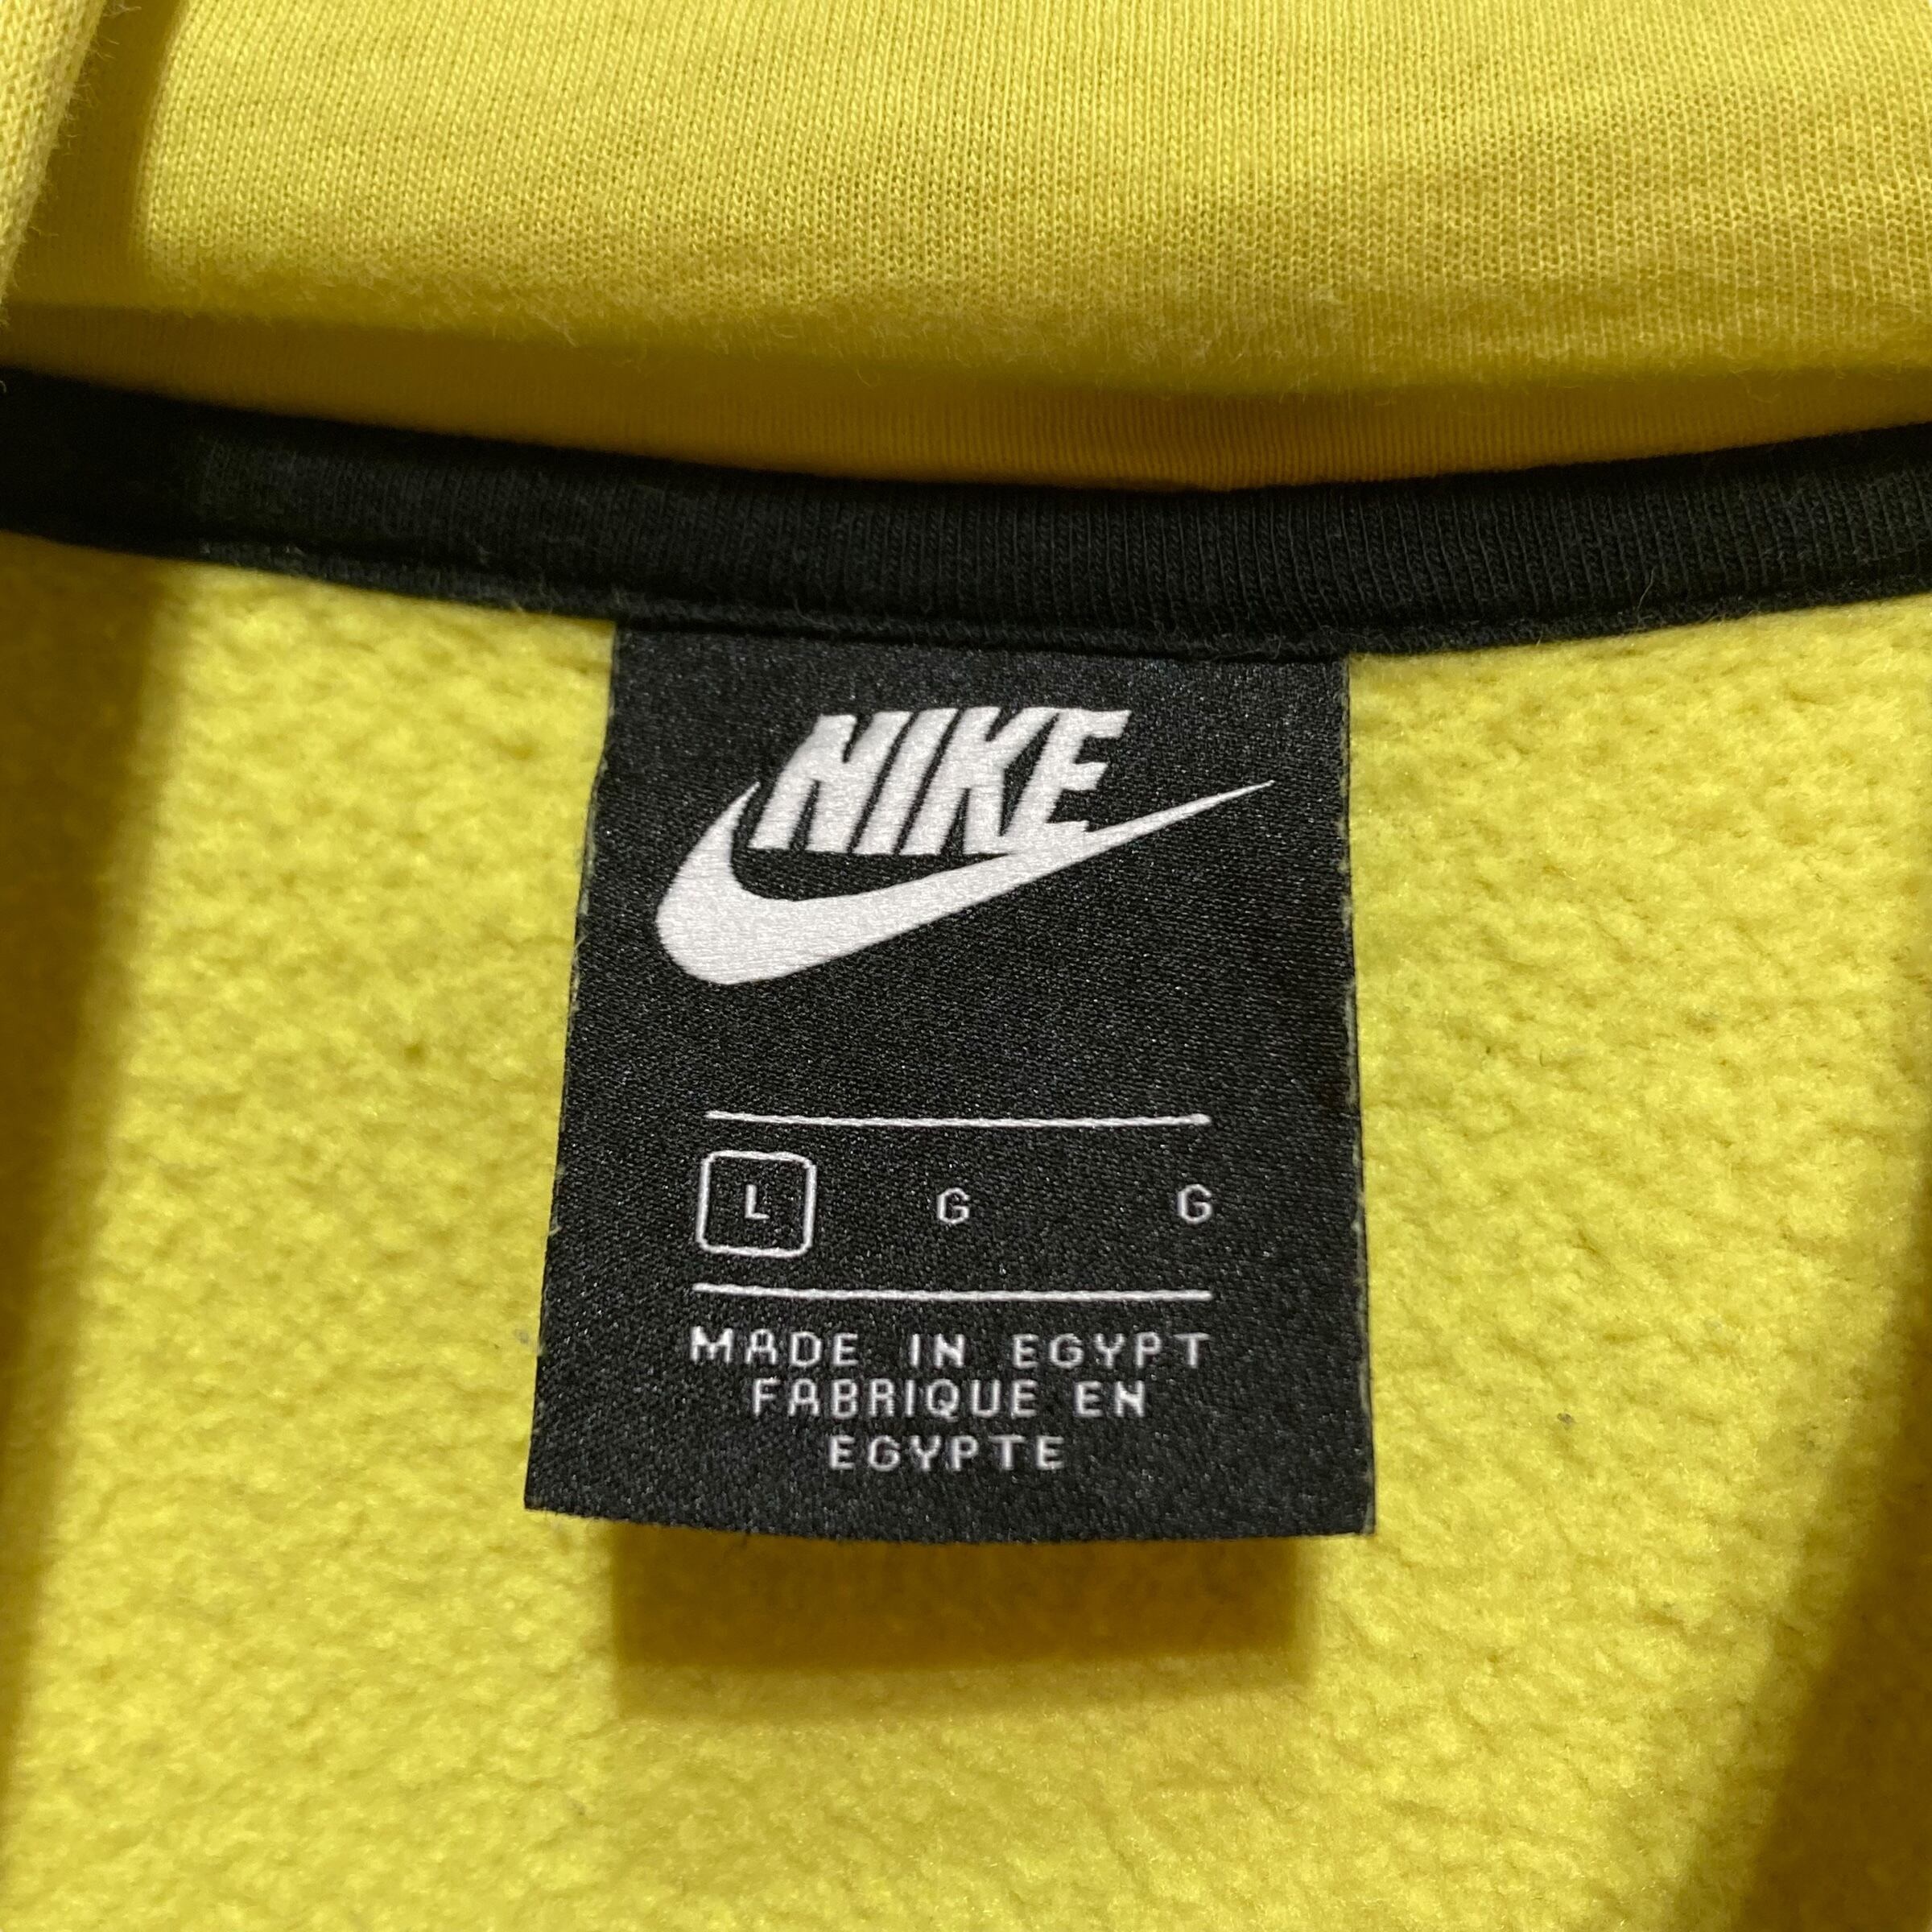 NIKE
L G G
MADE IN EGYPT
FABRIQUE EN
EGYPTE